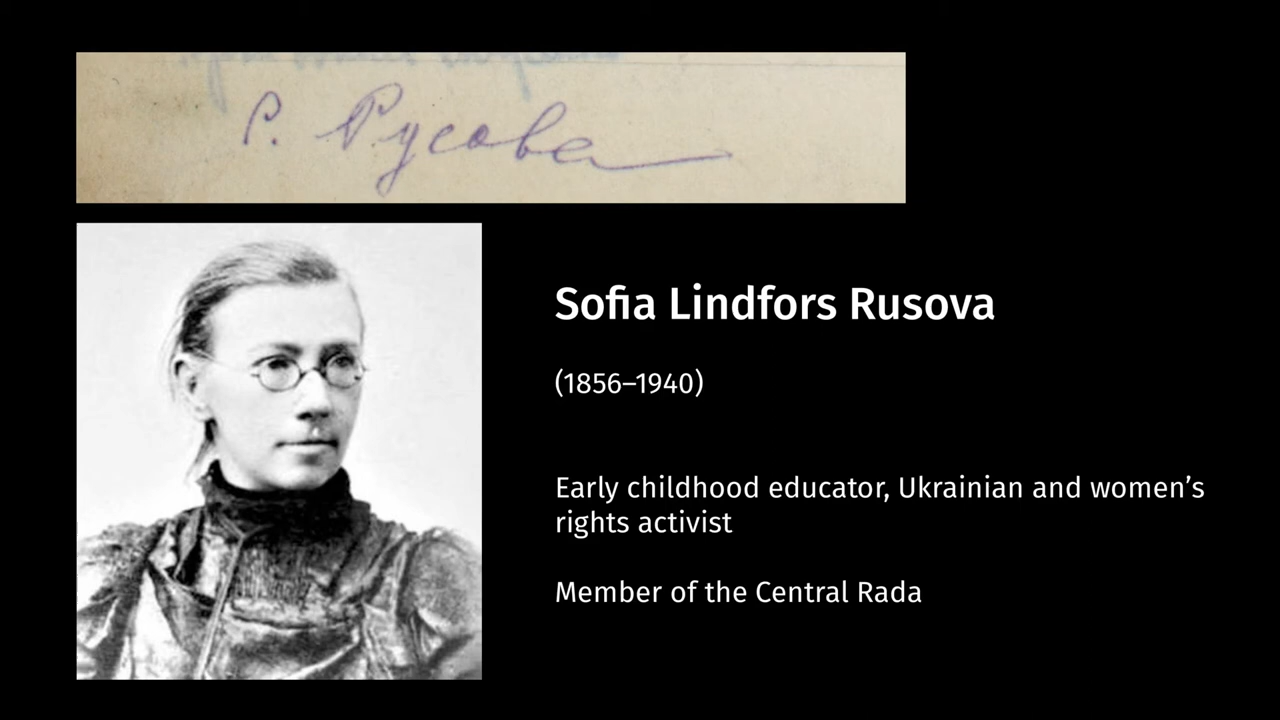 С. Русова
Sofia Lindfors Rusova
(1856–1940)
Early childhood educator, Ukrainian and women’s
rights activist
Member of the Central Rada